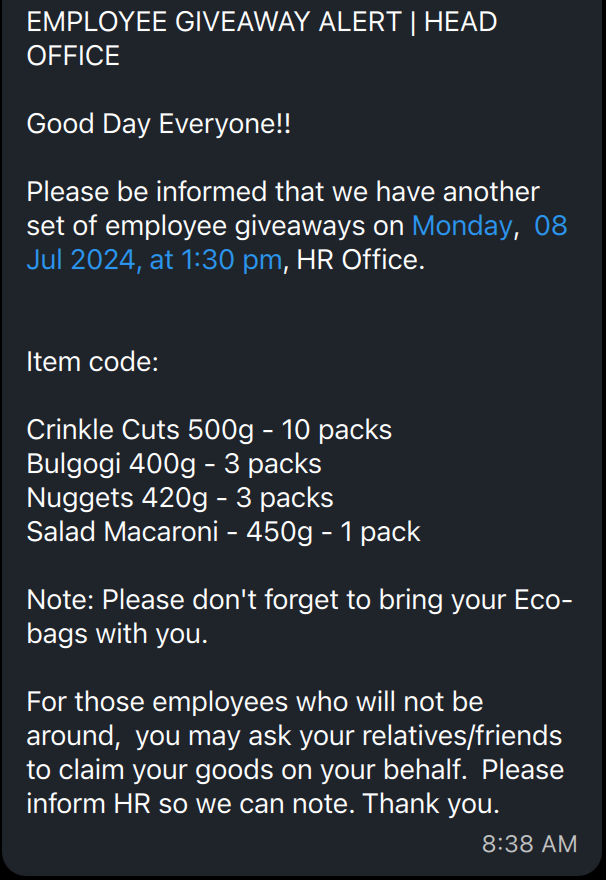 EMPLOYEE GIVEAWAY ALERT | HEAD
OFFICE
Good Day Everyone!!
Please be informed that we have another
set of employee giveaways on Monday,  08
Jul 2024, at 1:30 pm, HR Office.
Item code:
Crinkle Cuts 500g - 10 packs
Bulgogi 400g - 3 packs
Nuggets 420g - 3 packs
Salad Macaroni - 450g - 1 pack
Note: Please don't forget to bring your Eco-
bags with you.
For those employees who will not be
around,  you may ask your relatives/friends
to claim your goods on your behalf.  Please
inform HR so we can note. Thank you.
8:38 AM